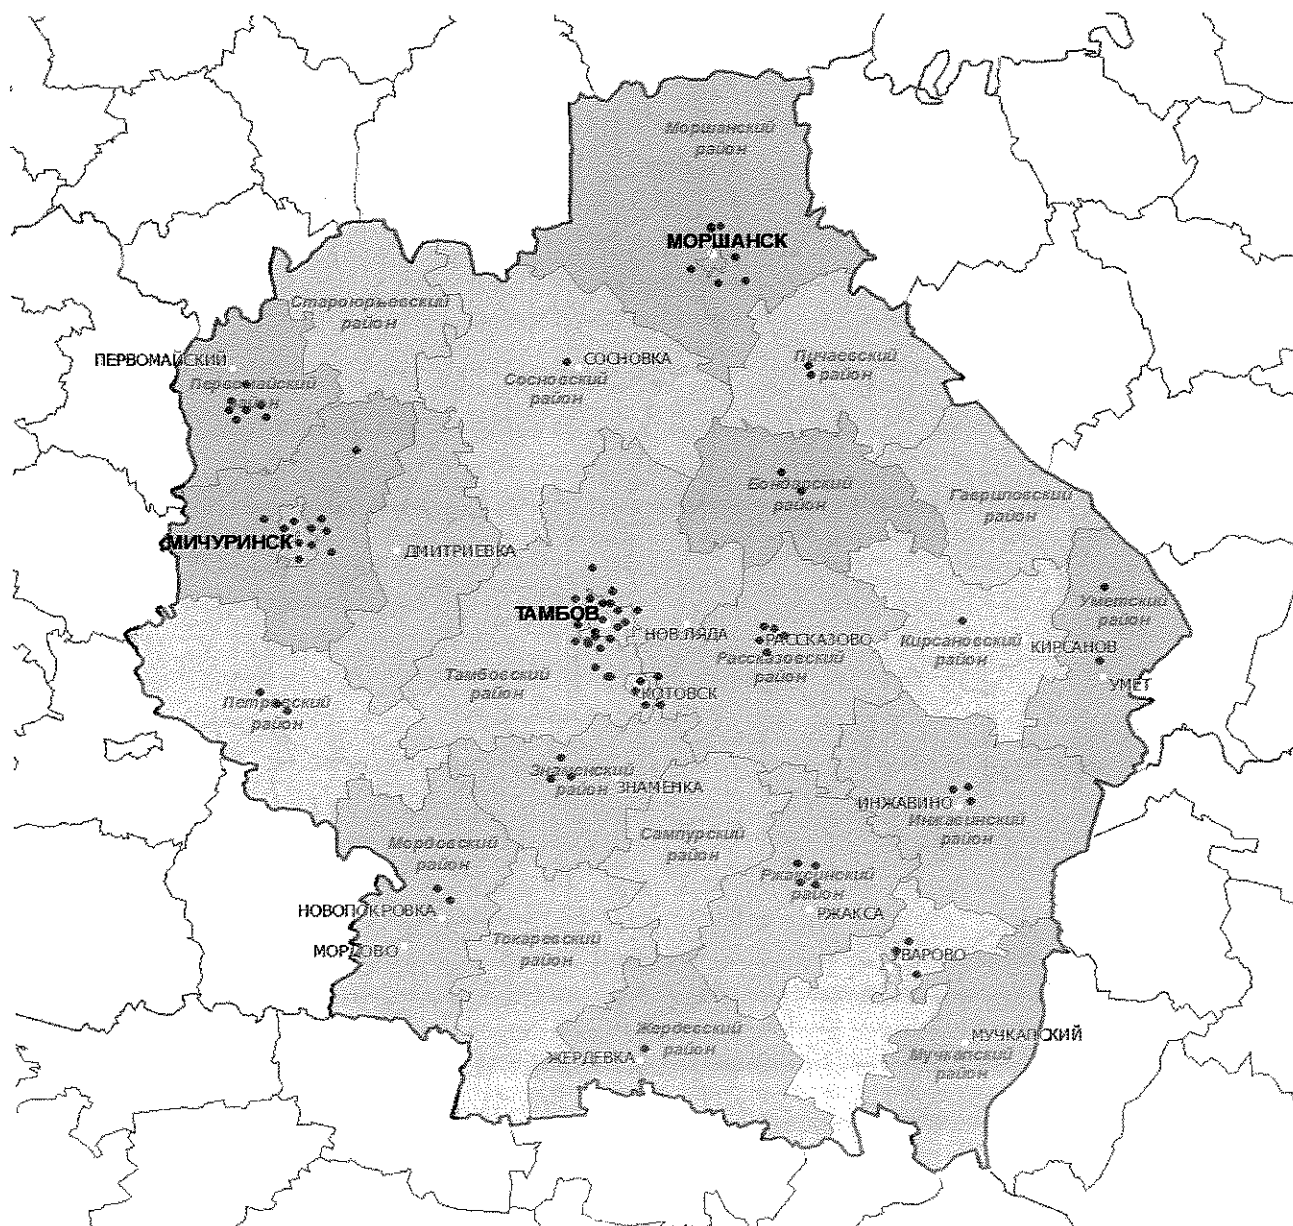 Моршанский
район
МОРШАНСК
Староюрьевский
район
ПЕРВОМАЙСКИЙ
Первомайский
район
СОСНОВКА
Сосновский
район
Пичаевский
район
Бондарский
район
Гавриловский
район
МИЧУРИНСК
ДМИТРИЕВКА
ТАМБОВ
НОВ.ЛЯДА
РАССКАЗОВО
Рассказовский
район
Кирсановский
район
КИРСАНОВ
Уметский
район
УМЕТ
Тамбовский
район
КОТОВСК
Петровский
район
Знаменский
район
ЗНАМЕНКА
ИНЖАВИНО
Инжавинский
район
Мордовский
район
Сампурский
район
Ржаксинский
район
РЖАКСА
НОВОПОКРОВКА
МОРДОВО
Токаревский
район
УВАРОВО
Жердевский
район
ЖЕРДЕВКА
МУЧКАПСКИЙ
Мучкапский
район